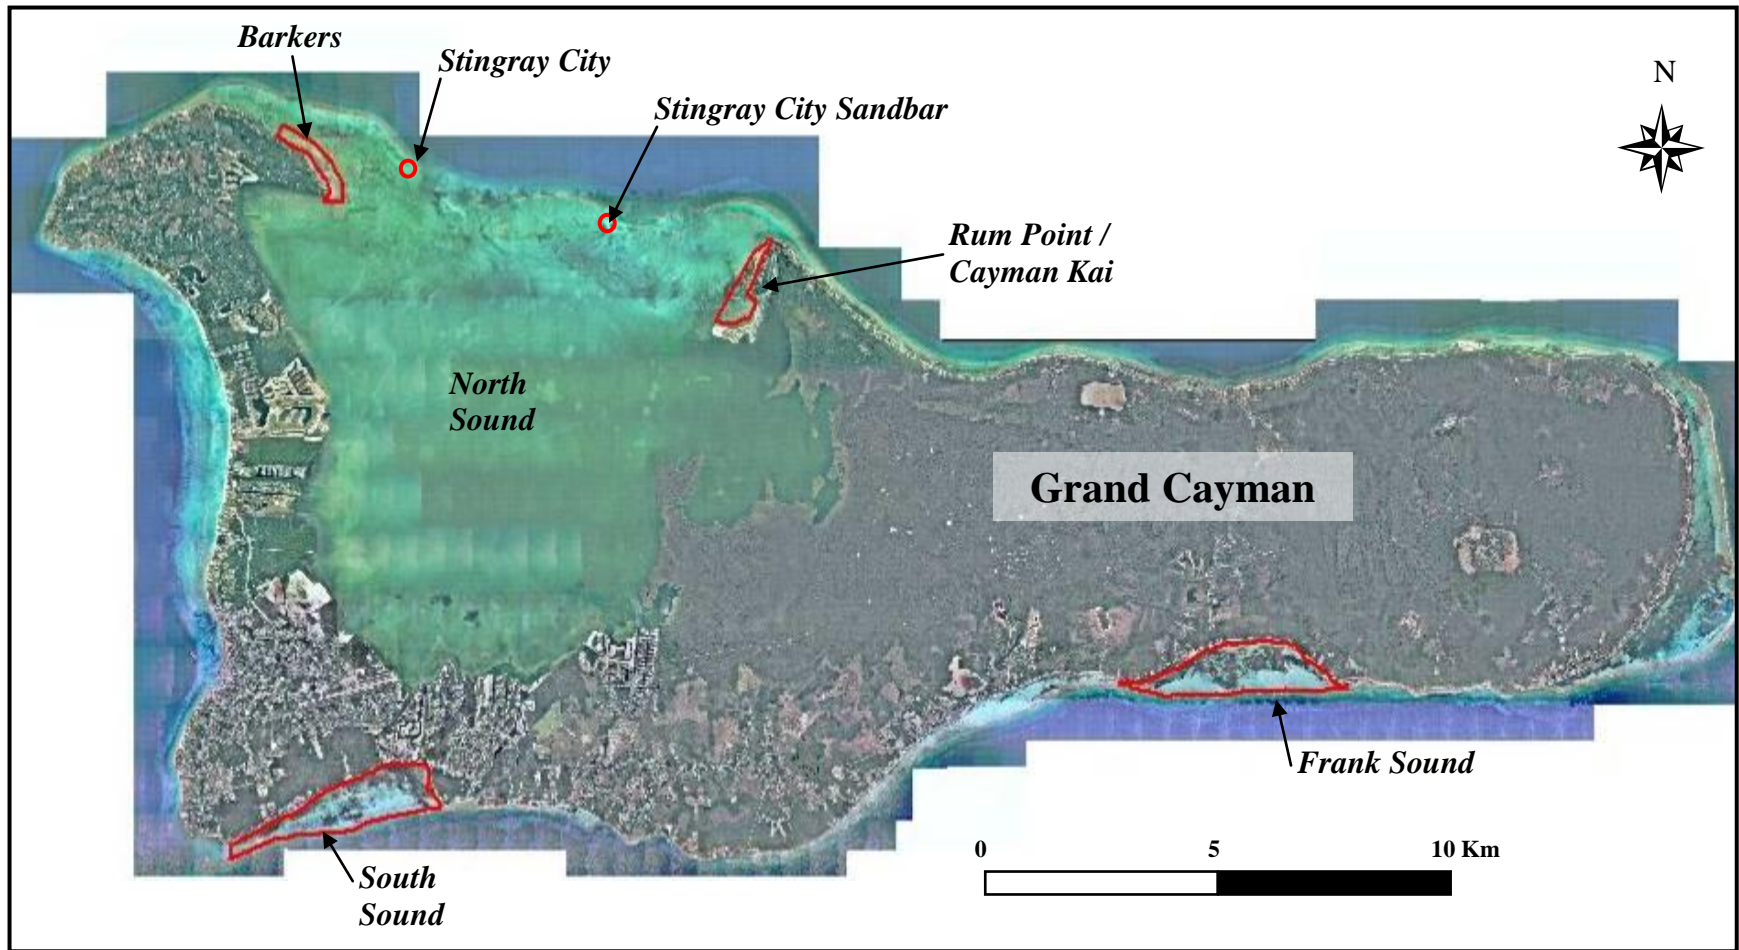 Barkers
Stingray City
N
Stingray City Sandbar
Rum Point /
Cayman Kai
North
Sound
Grand Cayman
Frank Sound
0 5 10 Km
South
Sound